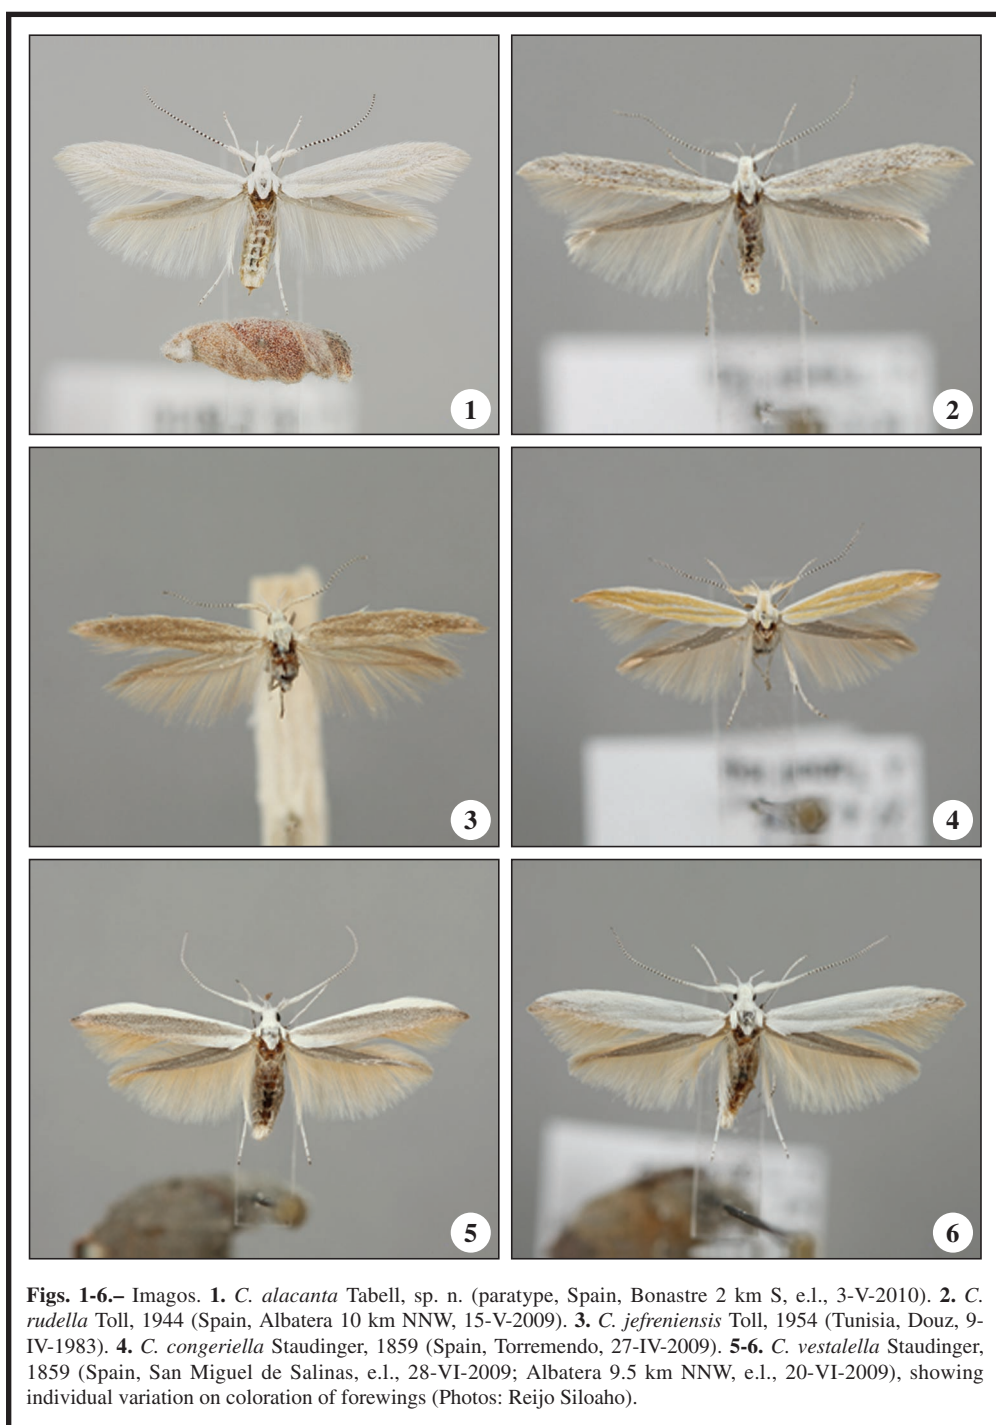 1
2
3
4
5
6
Figs. 1-6.– Imagos. 1. C. alacanta Tabell, sp. n. (paratype, Spain, Bonastre 2 km S, e.l., 3-V-2010). 2. C.
rudella Toll, 1944 (Spain, Albatera 10 km NNW, 15-V-2009). 3. C. jefreniensis Toll, 1954 (Tunisia, Douz, 9-
IV-1983). 4. C. congeriella Staudinger, 1859 (Spain, Torremendo, 27-IV-2009). 5-6. C. vestalella Staudinger,
1859 (Spain, San Miguel de Salinas, e.l., 28-VI-2009; Albatera 9.5 km NNW, e.l., 20-VI-2009), showing
individual variation on coloration of forewings (Photos: Reijo Siloaho).